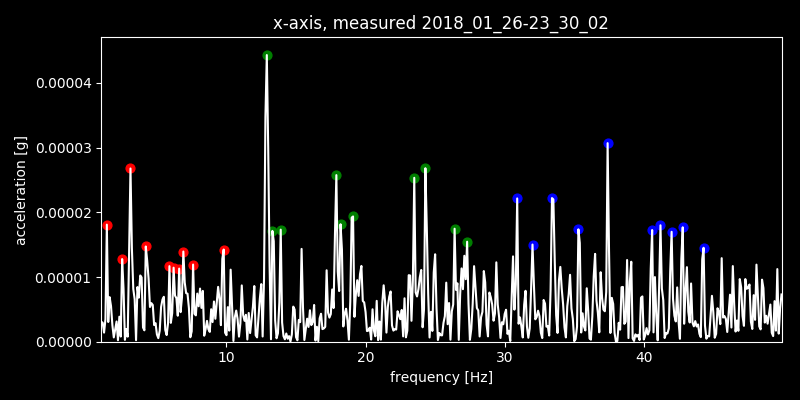 x-axis, measured 2018_01_26-23_30_02
0.00004
0.00003
0.00002
0.00001
0.00000
acceleration [g]
10 20 30 40
frequency [Hz]